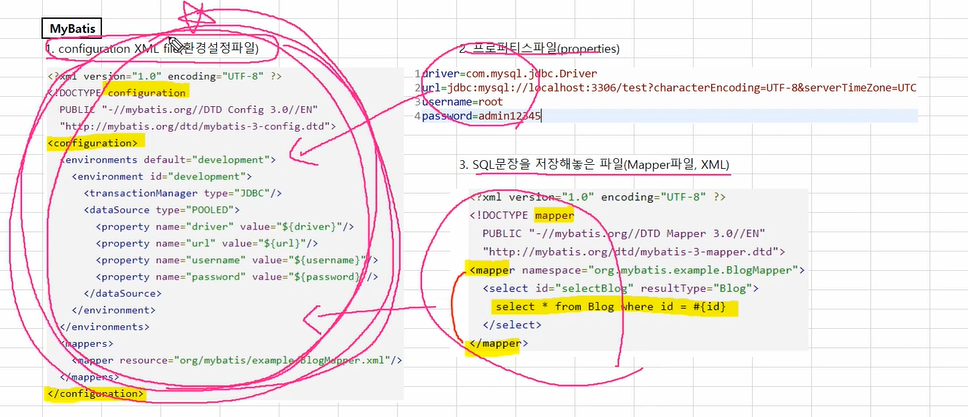 MyBatis
1. configuration XML file(환경설정파일)
<?xml version="1.0" encoding="UTF-8" ?>
<!DOCTYPE configuration
PUBLIC "-//mybatis.org//DTD Config 3.0//EN"
"http://mybatis.org/dtd/mybatis-3-config.dtd">
<configuration>
<environments default="development">
<environment id="development">
<transactionManager type="JDBC"/>
<dataSource type="POOLED">
<property name="driver" value="${driver}"/>
<property name="url" value="${url}"/>
<property name="username" value="${username}"/>
<property name="password" value="${password}"/>
</dataSource>
</environment>
</environments>
<mappers>
<mapper resource="org/mybatis/example/BlogMapper.xml"/>
</mappers>
</configuration>
2. 프로퍼티스파일(properties)
1 driver=com.mysql.jdbc.Driver
2 url=jdbc:mysql://localhost:3306/test?characterEncoding=UTF-8&serverTimeZone=UTC
3 username=root
4 password=admin12345
3. SQL문장을 저장해놓은 파일(Mapper파일, XML)
<?xml version="1.0" encoding="UTF-8" ?>
<!DOCTYPE mapper
PUBLIC "-//mybatis.org//DTD Mapper 3.0//EN"
"http://mybatis.org/dtd/mybatis-3-mapper.dtd">
<mapper namespace="org.mybatis.example.BlogMapper">
<select id="selectBlog" resultType="Blog">
select * from Blog where id = #{id}
</select>
</mapper>